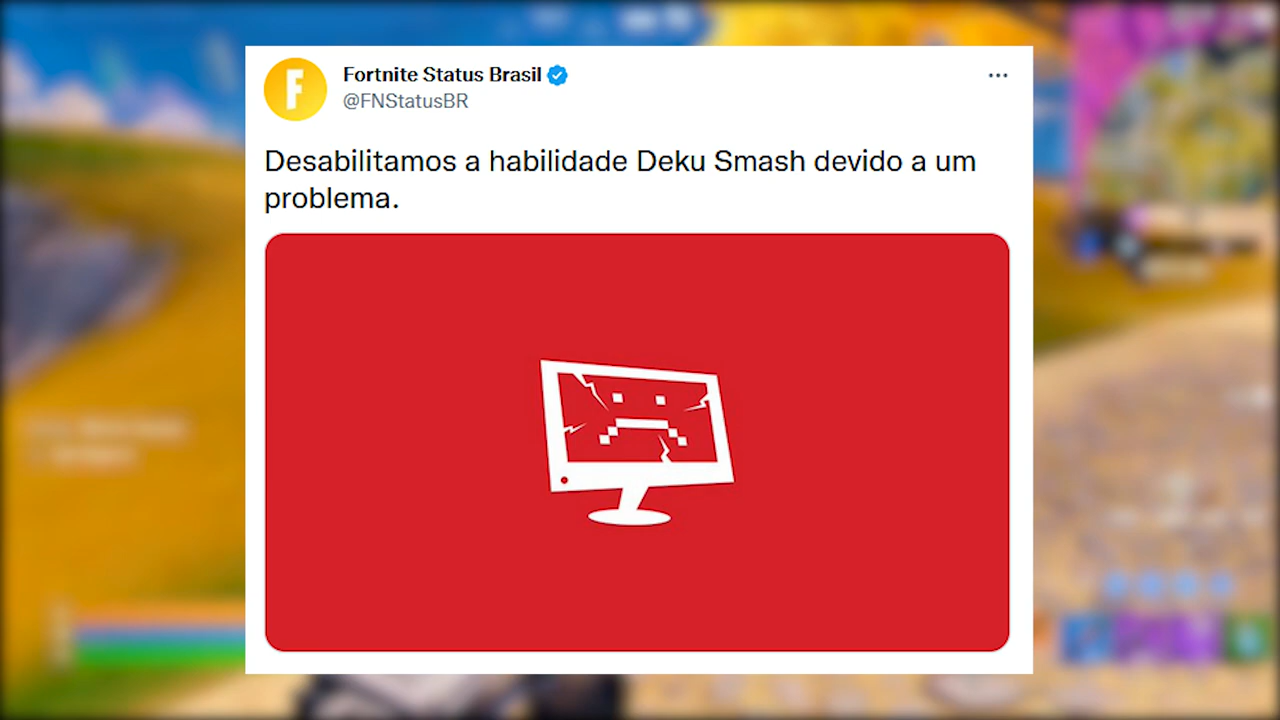 Fortnite Status Brasil
@FNStatusBR
Desabilitamos a habilidade Deku Smash devido a um
problema.